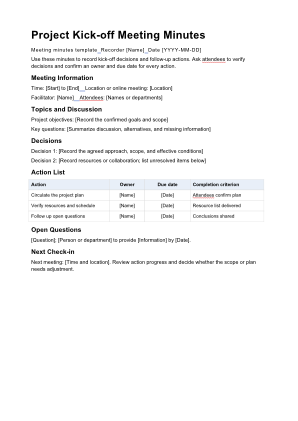 Project Kick-off Meeting Minutes
Meeting minutes template_Recorder [Name]_Date [YYYY-MM-DD]
Use these minutes to record kick-off decisions and follow-up actions. Ask attendees to verify
decisions and confirm an owner and due date for every action.
Meeting Information
Time: [Start] to [End]__Location or online meeting: [Location]
Facilitator: [Name]__Attendees: [Names or departments]
Topics and Discussion
Project objectives: [Record the confirmed goals and scope]
Key questions: [Summarize discussion, alternatives, and missing information]
Decisions
Decision 1: [Record the agreed approach, scope, and effective conditions]
Decision 2: [Record resources or collaboration; list unresolved items below]
Action List
Action Owner Due date Completion criterion
Circulate the project plan [Name] [Date] Attendees confirm plan
Verify resources and schedule [Name] [Date] Resource list delivered
Follow up open questions [Name] [Date] Conclusions shared
Open Questions
[Question]; [Person or department] to provide [Information] by [Date].
Next Check-in
Next meeting: [Time and location]. Review action progress and decide whether the scope or plan
needs adjustment.